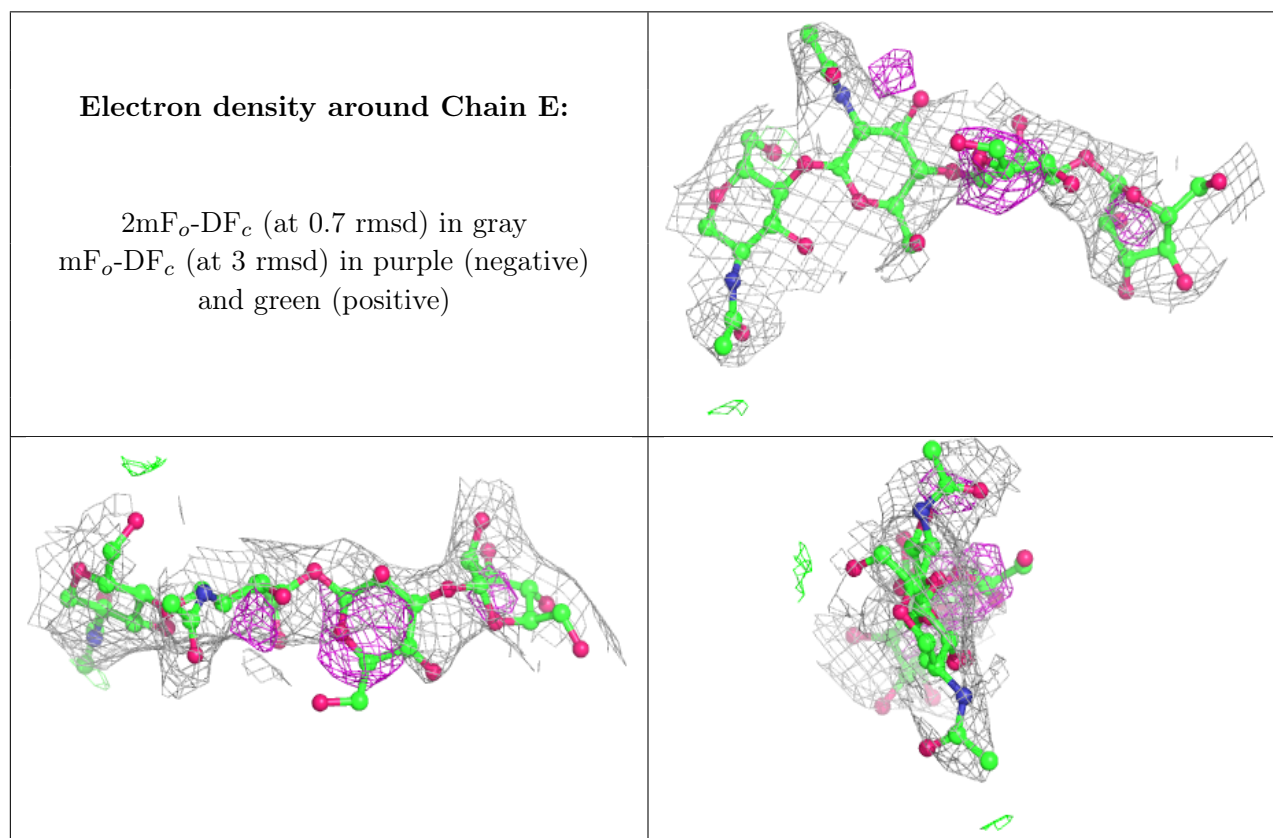 Electron density around Chain E:
2mFₒ-DF𝒸 (at 0.7 rmsd) in gray
mFₒ-DF𝒸 (at 3 rmsd) in purple (negative)
and green (positive)